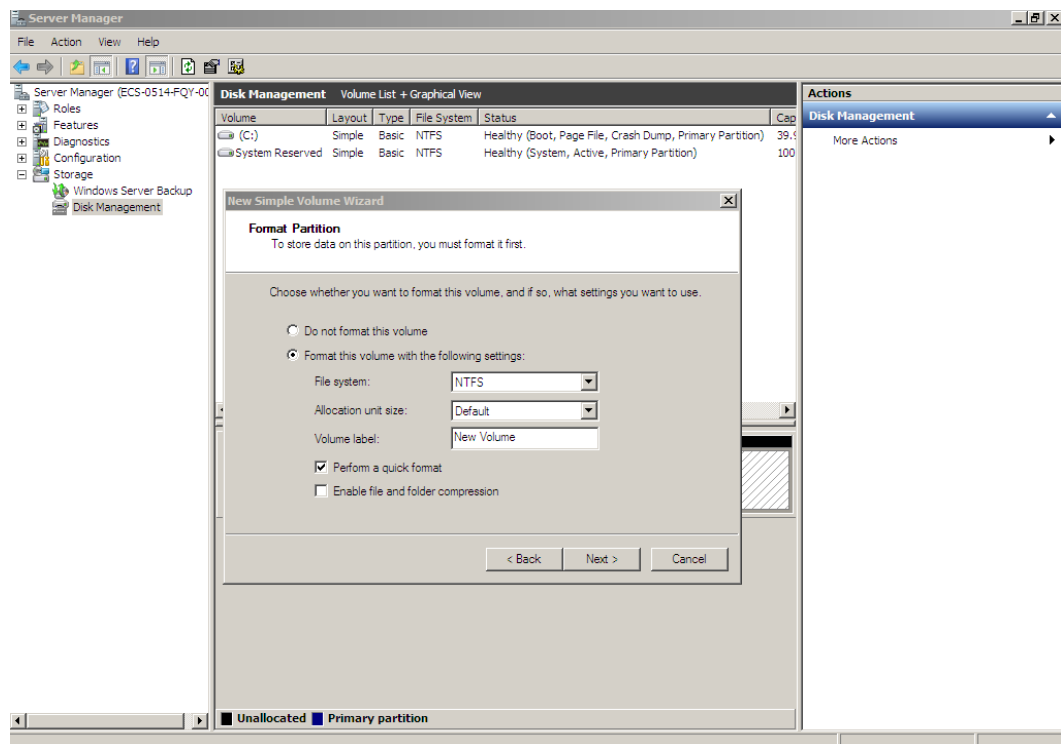 Server Manager
File Action View Help
Server Manager (ECS-0514-FQY-00
Roles
Features
Diagnostics
Configuration
Storage
Windows Server Backup
Disk Management
Disk Management Volume List + Graphical View
Volume Layout Type File System Status Cap
(C:) Simple Basic NTFS Healthy (Boot, Page File, Crash Dump, Primary Partition) 39.9
System Reserved Simple Basic NTFS Healthy (System, Active, Primary Partition) 100
New Simple Volume Wizard
Format Partition
To store data on this partition, you must format it first.
Choose whether you want to format this volume, and if so, what settings you want to use.
Do not format this volume
Format this volume with the following settings:
File system: NTFS
Allocation unit size: Default
Volume label: New Volume
Perform a quick format
Enable file and folder compression
< Back Next > Cancel
Unallocated Primary partition
Actions
Disk Management
More Actions